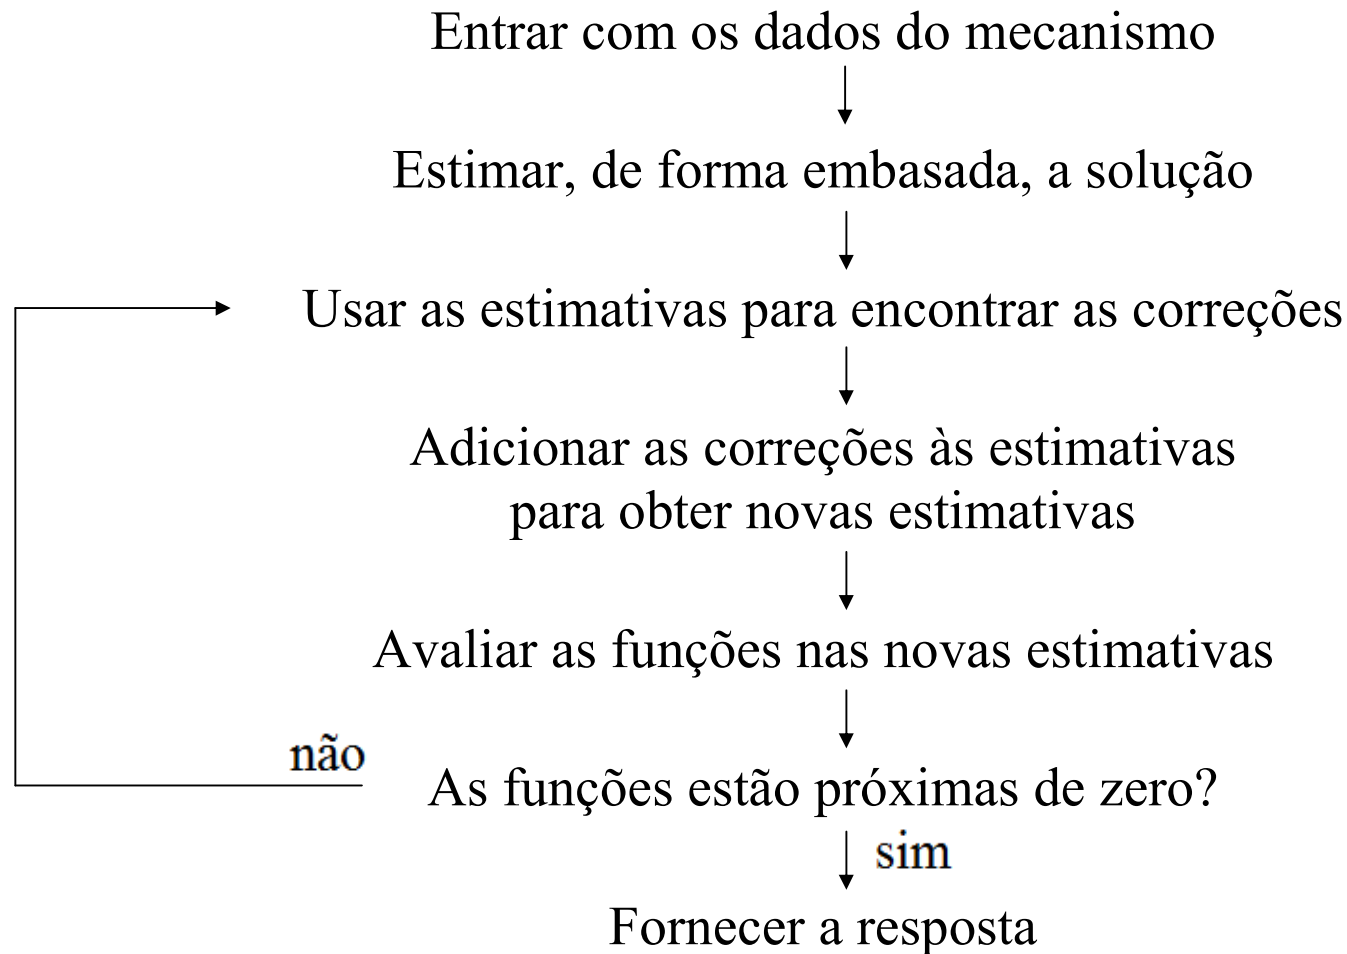 Entrar com os dados do mecanismo
Estimar, de forma embasada, a solução
Usar as estimativas para encontrar as correções
Adicionar as correções às estimativas
para obter novas estimativas
Avaliar as funções nas novas estimativas
não
As funções estão próximas de zero?
sim
Fornecer a resposta